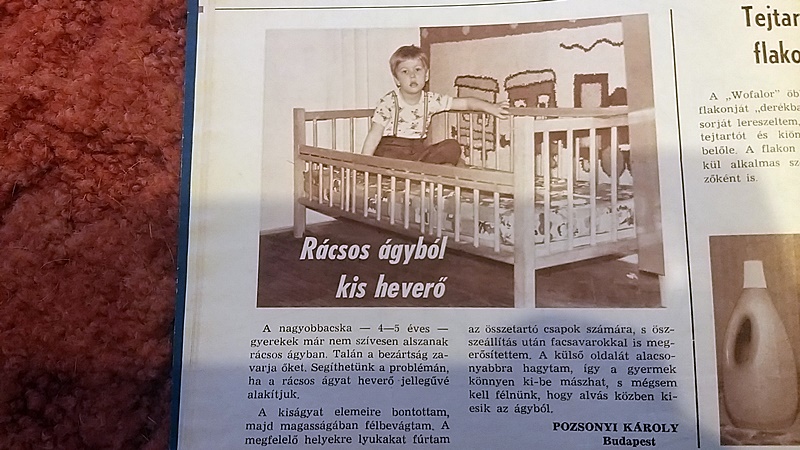 Rácsos ágyból
kis heverő
A nagyobbacska — 4—5 éves —
gyerekek már nem szívesen alszanak
rácsos ágyban. Talán a bezártság za-
varja őket. Segíthetünk a problémán,
ha a rácsos ágyat heverő jellegűvé
alakítjuk.
A kiságyat elemeire bontottam,
majd magasságában félbevágtam. A
megfelelő helyekre lyukakat fúrtam
az összetartó csapok számára, s ösz-
szeállítás után facsavarokkal is meg-
erősítettem. A külső oldalát alacso-
nyabbra hagytam, így a gyermek
könnyen ki-be mászhat, s mégsem
kell félnünk, hogy alvás közben ki-
esik az ágyból.
POZSONYI KÁROLY
Budapest
Tejtar
flako
A „Wofalor” öb
flakonját „derékba
sorját lereszeltem,
tejtartót és kiön
belőle. A flakon
kül alkalmas sz
zőként is.